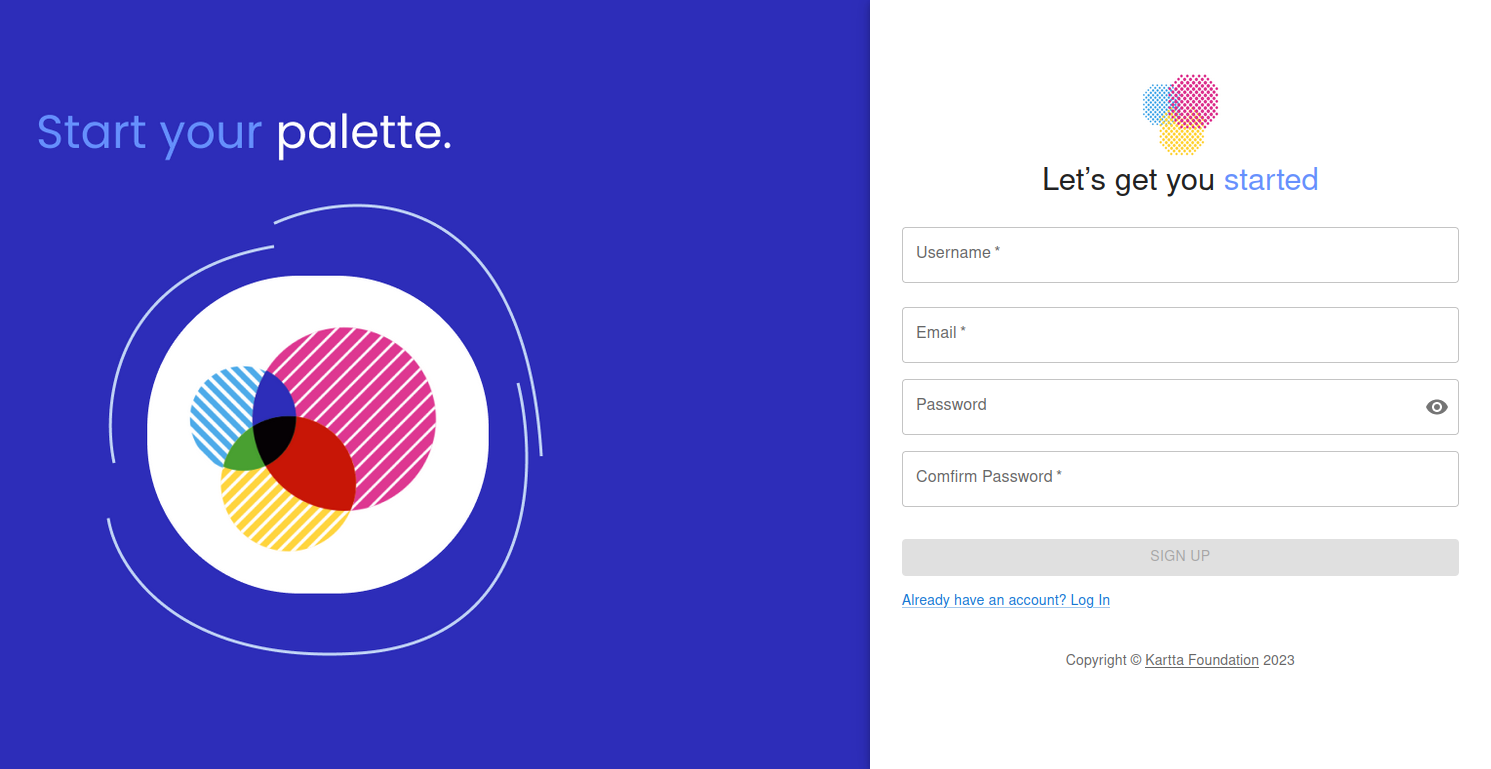 Start your palette.
Let's get you started
Username *
Email *
Password
Comfirm Password *
SIGN UP
Already have an account? Log In
Copyright © Kartta Foundation 2023